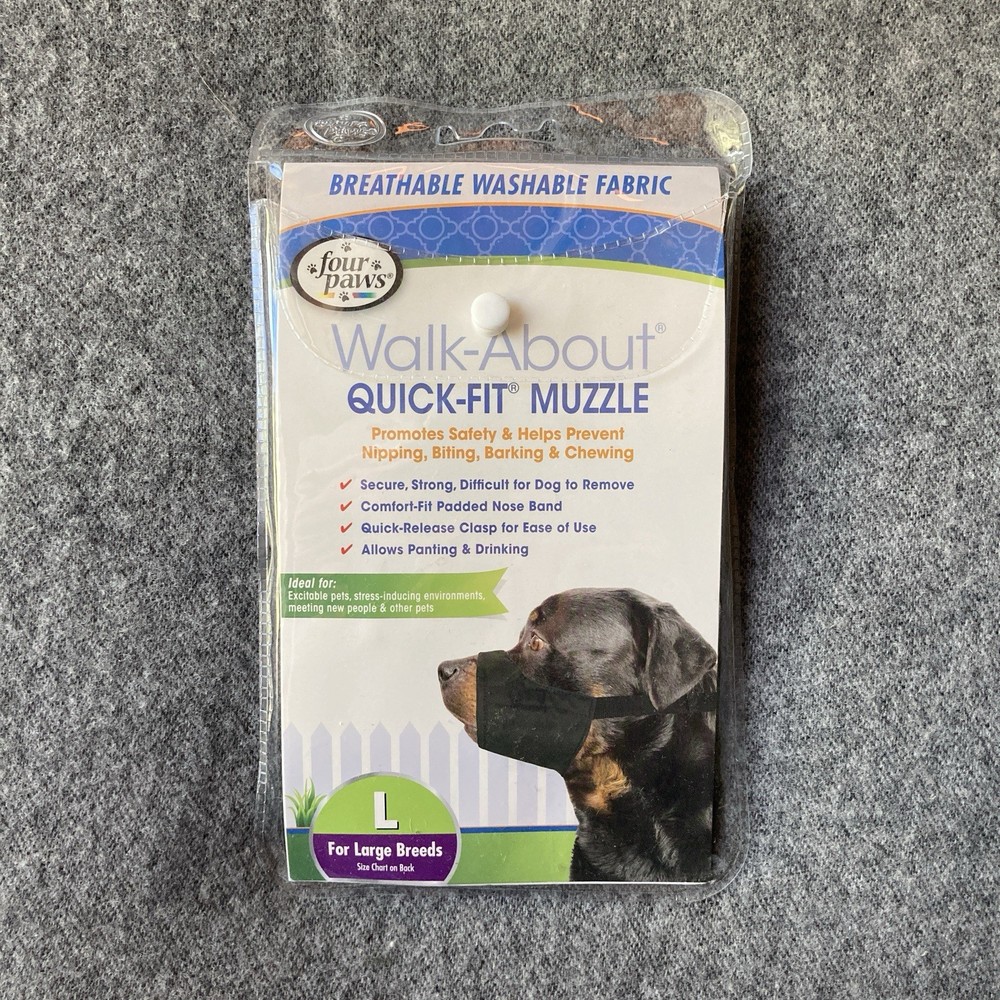 BREATHABLE WASHABLE FABRIC
four
paws®
Walk-About®
QUICK-FIT® MUZZLE
Promotes Safety & Helps Prevent
Nipping, Biting, Barking & Chewing
✔ Secure, Strong, Difficult for Dog to Remove
✔ Comfort-Fit Padded Nose Band
✔ Quick-Release Clasp for Ease of Use
✔ Allows Panting & Drinking
Ideal for:
Excitable pets, stress-inducing environments,
meeting new people & other pets
L
For Large Breeds
Size Chart on Back